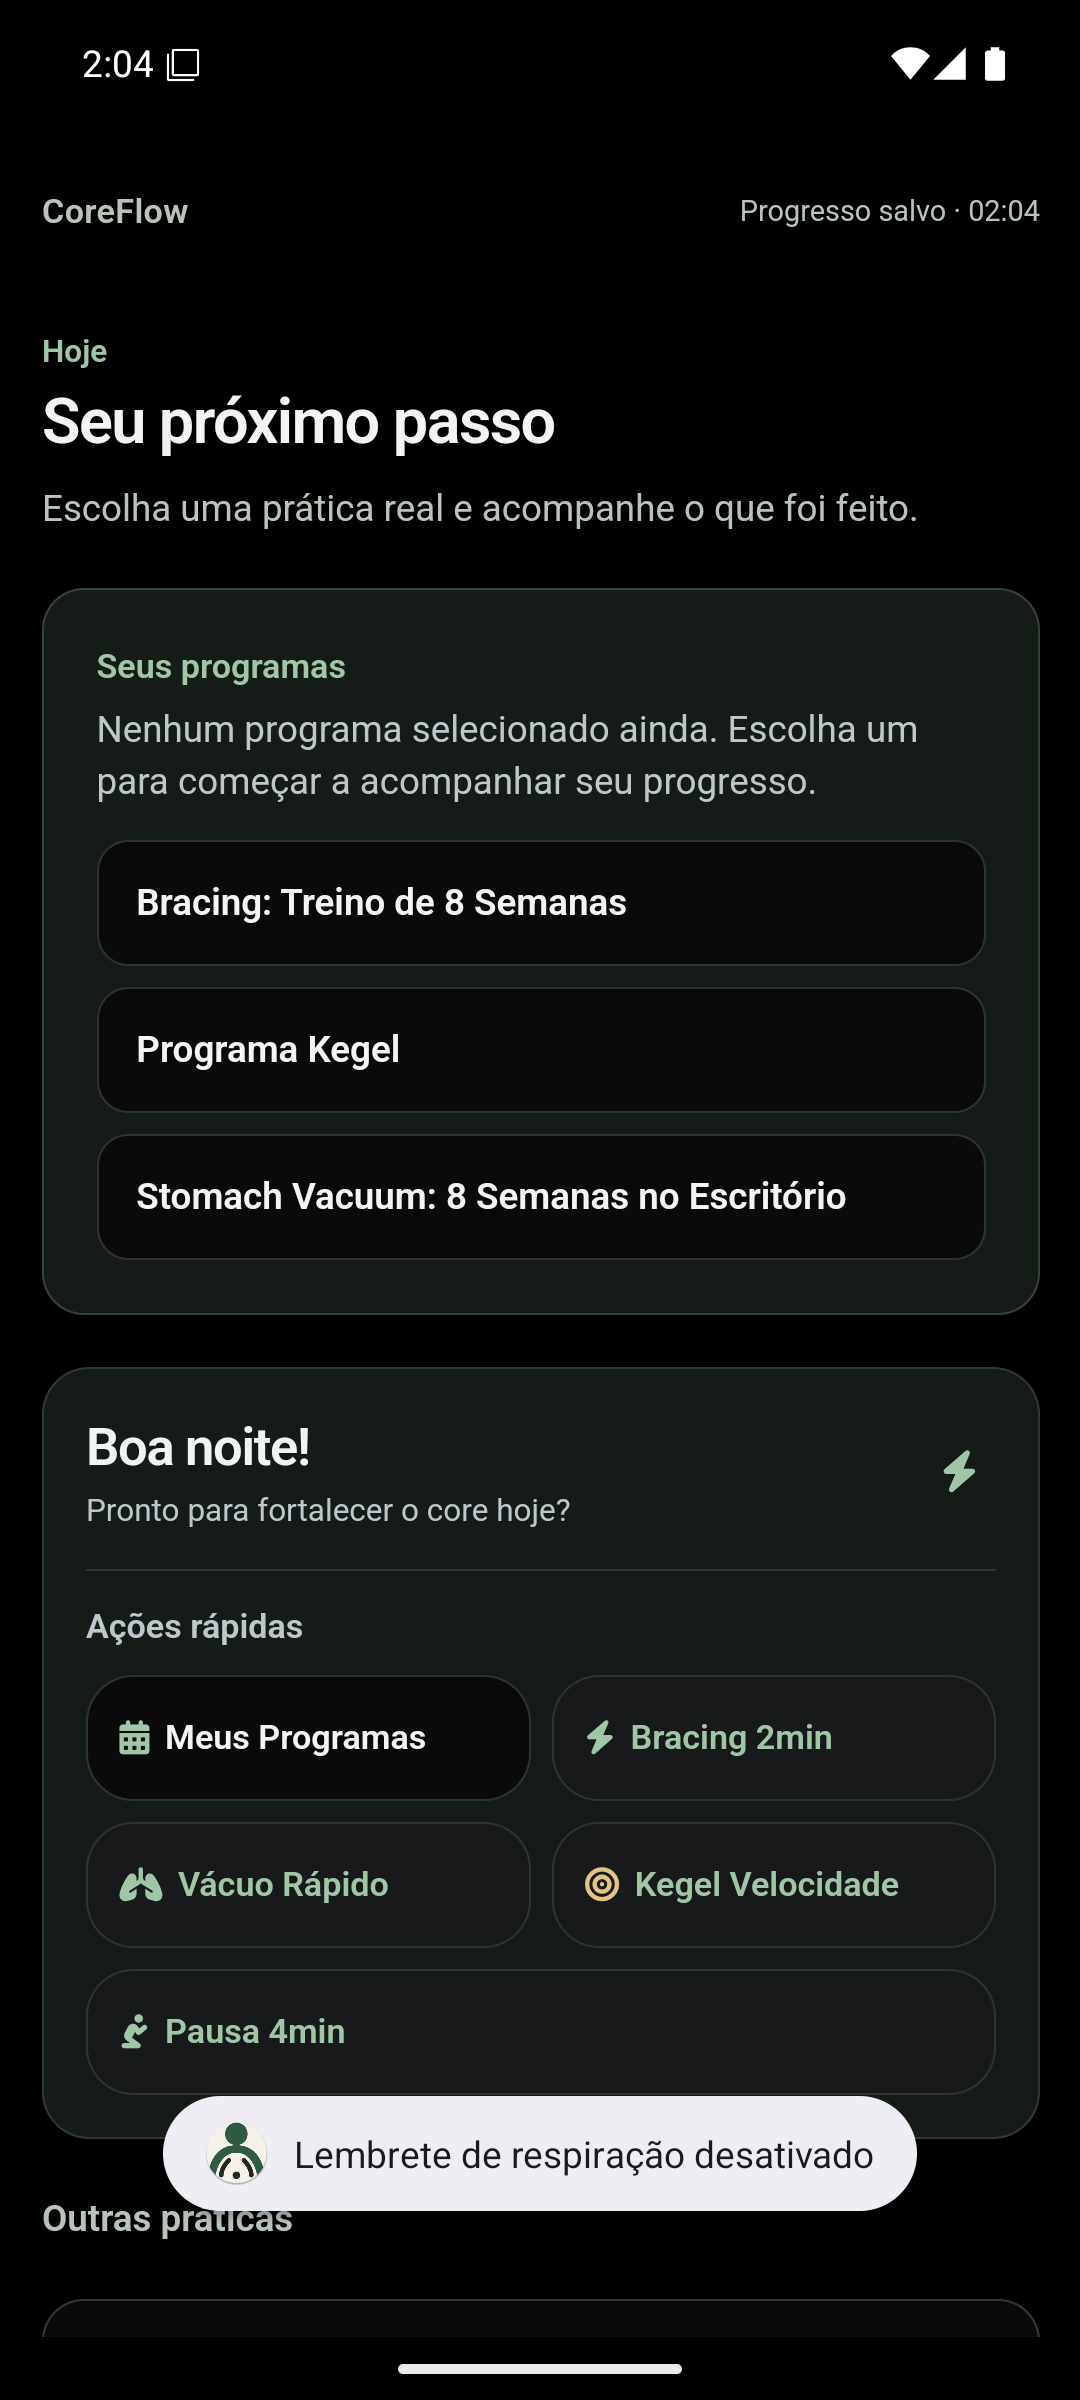 2:04
CoreFlow
Progresso salvo · 02:04
Hoje
Seu próximo passo
Escolha uma prática real e acompanhe o que foi feito.
Seus programas
Nenhum programa selecionado ainda. Escolha um
para começar a acompanhar seu progresso.
Bracing: Treino de 8 Semanas
Programa Kegel
Stomach Vacuum: 8 Semanas no Escritório
Boa noite!
Pronto para fortalecer o core hoje?
Ações rápidas
Meus Programas
Bracing 2min
Vácuo Rápido
Kegel Velocidade
Pausa 4min
Lembrete de respiração desativado
Outras práticas